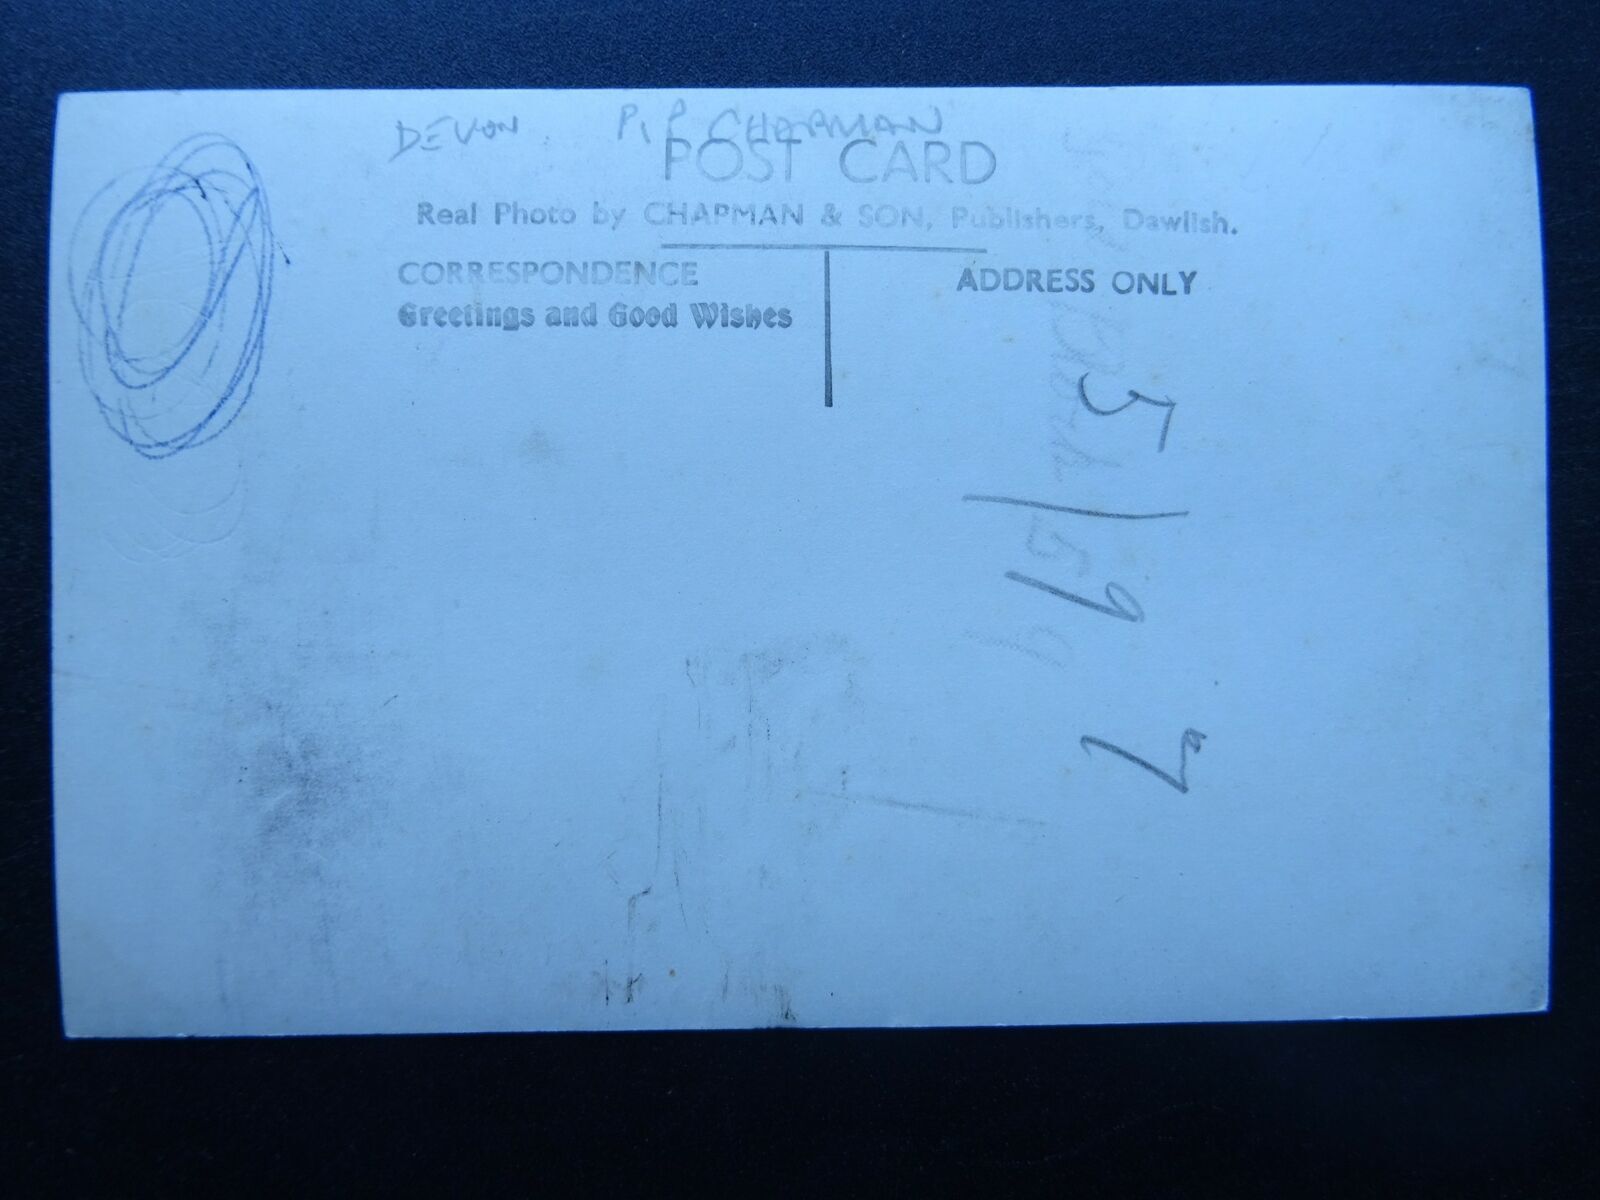 DEVON P. P CHAPMAN
POST CARD
Real Photo by CHAPMAN & SON, Publishers, Dawlish.
CORRESPONDENCE
Greetings and Good Wishes
ADDRESS ONLY
5/6
7